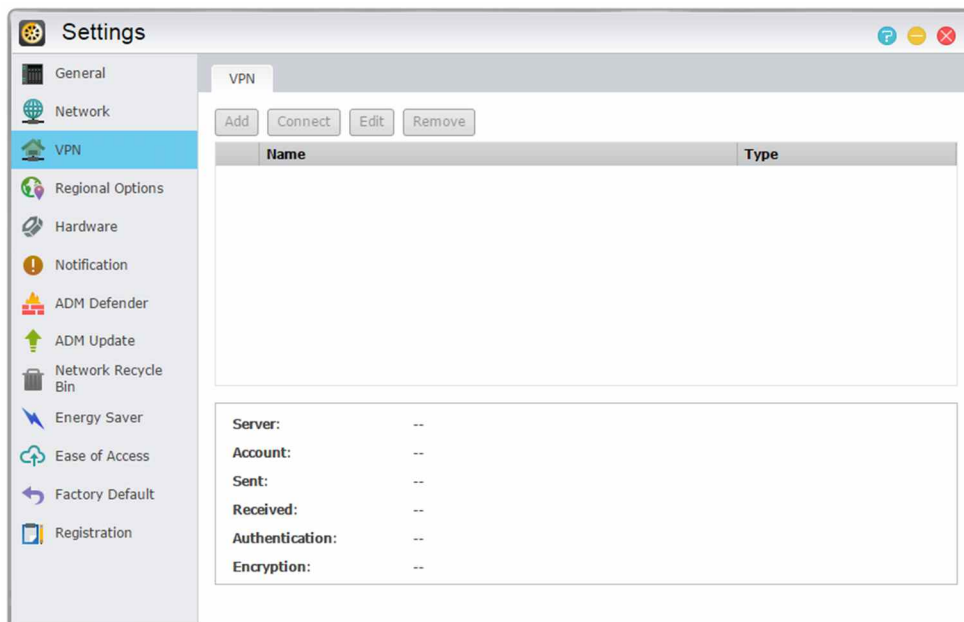 Settings
General
Network
VPN
Regional Options
Hardware
Notification
ADM Defender
ADM Update
Network Recycle
Bin
Energy Saver
Ease of Access
Factory Default
Registration
VPN
Add Connect Edit Remove
Name Type
Server: --
Account: --
Sent: --
Received: --
Authentication: --
Encryption: --